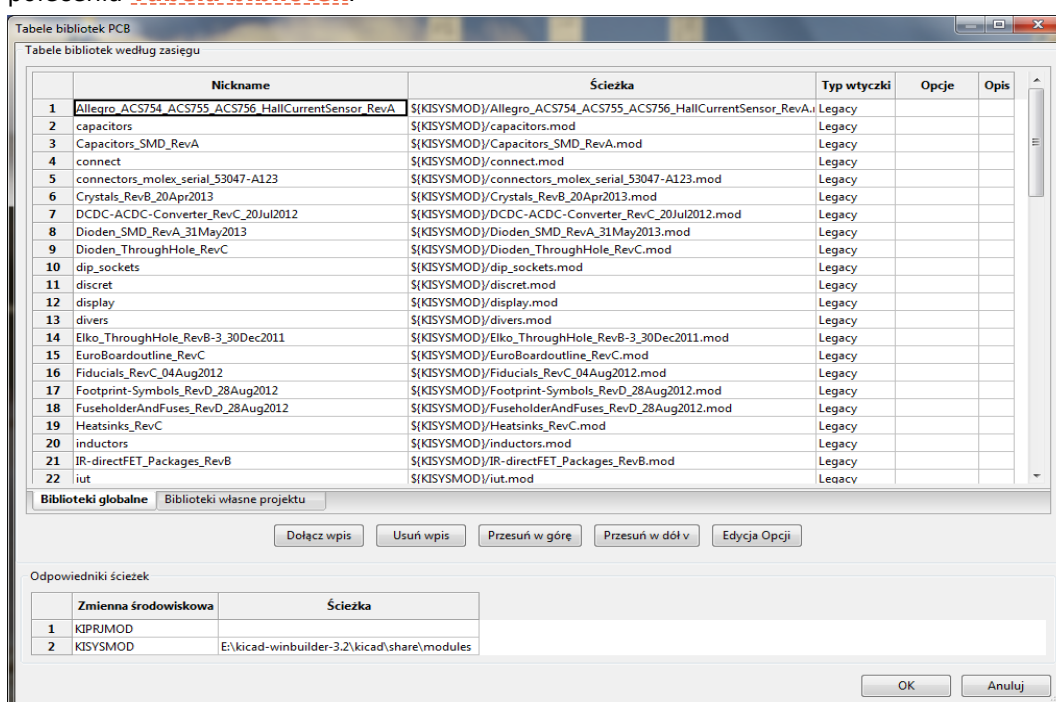 Tabele bibliotek PCB
Tabele bibliotek według zasięgu
Nickname Ścieżka Typ wtyczki Opcje Opis
1 Allegro_ACS754_ACS755_ACS756_HallCurrentSensor_RevA ${KISYSMOD}/Allegro_ACS754_ACS755_ACS756_HallCurrentSensor_RevA. Legacy
2 capacitors ${KISYSMOD}/capacitors.mod Legacy
3 Capacitors_SMD_RevA ${KISYSMOD}/Capacitors_SMD_RevA.mod Legacy
4 connect ${KISYSMOD}/connect.mod Legacy
5 connectors_molex_serial_53047-A123 ${KISYSMOD}/connectors_molex_serial_53047-A123.mod Legacy
6 Crystals_RevB_20Apr2013 ${KISYSMOD}/Crystals_RevB_20Apr2013.mod Legacy
7 DCDC-ACDC-Converter_RevC_20Jul2012 ${KISYSMOD}/DCDC-ACDC-Converter_RevC_20Jul2012.mod Legacy
8 Dioden_SMD_RevA_31May2013 ${KISYSMOD}/Dioden_SMD_RevA_31May2013.mod Legacy
9 Dioden_ThroughHole_RevC ${KISYSMOD}/Dioden_ThroughHole_RevC.mod Legacy
10 dip_sockets ${KISYSMOD}/dip_sockets.mod Legacy
11 discret ${KISYSMOD}/discret.mod Legacy
12 display ${KISYSMOD}/display.mod Legacy
13 divers ${KISYSMOD}/divers.mod Legacy
14 Elko_ThroughHole_RevB-3_30Dec2011 ${KISYSMOD}/Elko_ThroughHole_RevB-3_30Dec2011.mod Legacy
15 EuroBoardoutline_RevC ${KISYSMOD}/EuroBoardoutline_RevC.mod Legacy
16 Fiducials_RevC_04Aug2012 ${KISYSMOD}/Fiducials_RevC_04Aug2012.mod Legacy
17 Footprint-Symbols_RevD_28Aug2012 ${KISYSMOD}/Footprint-Symbols_RevD_28Aug2012.mod Legacy
18 FuseholderAndFuses_RevD_28Aug2012 ${KISYSMOD}/FuseholderAndFuses_RevD_28Aug2012.mod Legacy
19 Heatsinks_RevC ${KISYSMOD}/Heatsinks_RevC.mod Legacy
20 inductors ${KISYSMOD}/inductors.mod Legacy
21 IR-directFET_Packages_RevB ${KISYSMOD}/IR-directFET_Packages_RevB.mod Legacy
22 iut ${KISYSMOD}/iut.mod Legacy
Biblioteki globalne Biblioteki własne projektu
Dołącz wpis Usuń wpis Przesuń w górę Przesuń w dół v Edycja Opcji
Odpowiedniki ścieżek
Zmienna środowiskowa Ścieżka
1 KIPRJMOD
2 KISYSMOD E:\kicad-winbuilder-3.2\kicad\share\modules
OK Anuluj